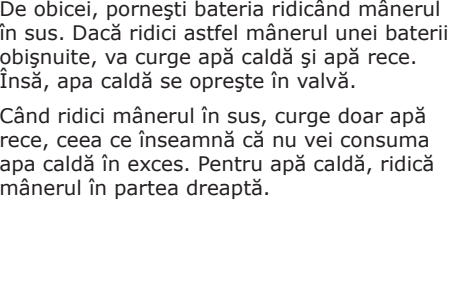 De obicei, porneşti bateria ridicând mânerul
în sus. Dacă ridici astfel mânerul unei baterii
obişnuite, va curge apă caldă şi apă rece.
Însă, apa caldă se opreşte în valvă.
Când ridici mânerul în sus, curge doar apă
rece, ceea ce înseamnă că nu vei consuma
apa caldă în exces. Pentru apă caldă, ridică
mânerul în partea dreaptă.